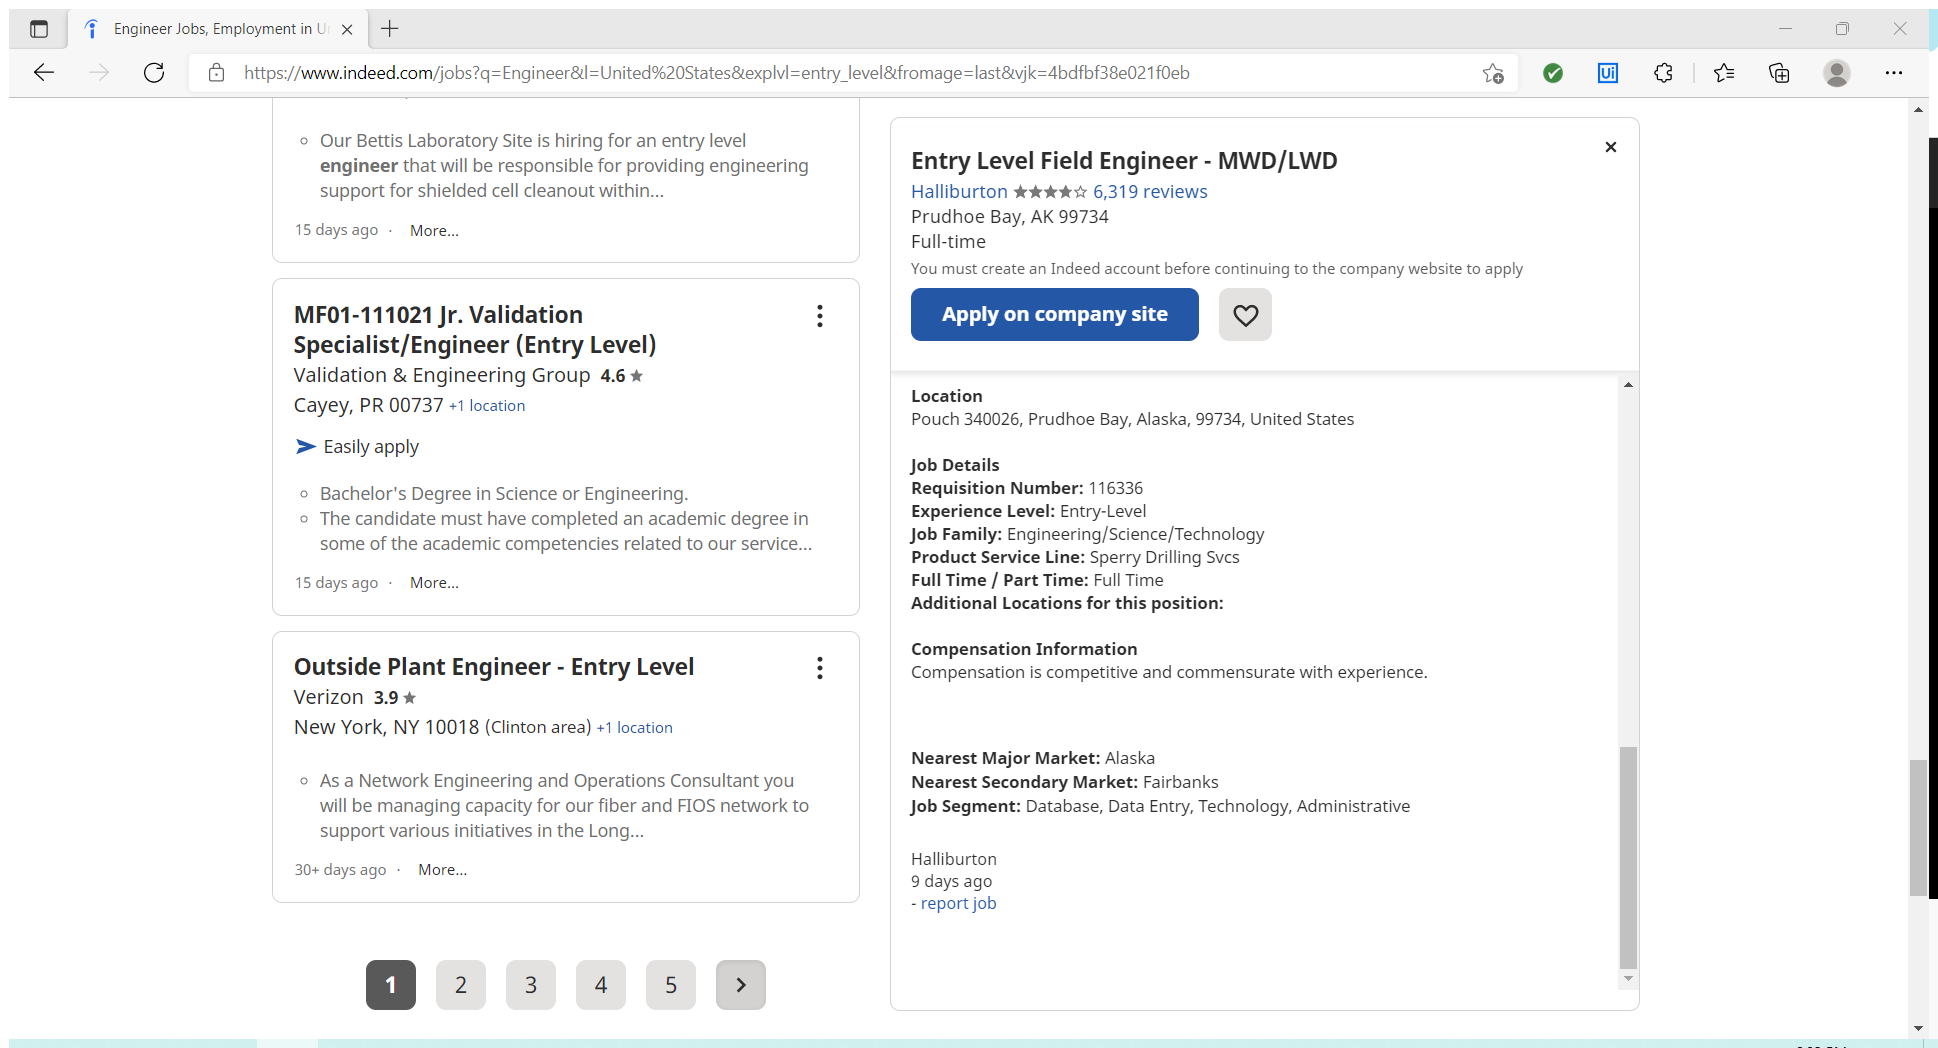 Engineer Jobs, Employment in Un
https://www.indeed.com/jobs?q=Engineer&l=United%20States&explvl=entry_level&fromage=last&vjk=4bdfbf38e021f0eb
Our Bettis Laboratory Site is hiring for an entry level
engineer that will be responsible for providing engineering
support for shielded cell cleanout within...
15 days ago · More...
MF01-111021 Jr. Validation
Specialist/Engineer (Entry Level)
Validation & Engineering Group 4.6
Cayey, PR 00737 +1 location
Easily apply
Bachelor's Degree in Science or Engineering.
The candidate must have completed an academic degree in
some of the academic competencies related to our service...
15 days ago · More...
Outside Plant Engineer - Entry Level
Verizon 3.9
New York, NY 10018 (Clinton area) +1 location
As a Network Engineering and Operations Consultant you
will be managing capacity for our fiber and FIOS network to
support various initiatives in the Long...
30+ days ago · More...
1 2 3 4 5
Entry Level Field Engineer - MWD/LWD
Halliburton 6,319 reviews
Prudhoe Bay, AK 99734
Full-time
You must create an Indeed account before continuing to the company website to apply
Apply on company site
Location
Pouch 340026, Prudhoe Bay, Alaska, 99734, United States
Job Details
Requisition Number: 116336
Experience Level: Entry-Level
Job Family: Engineering/Science/Technology
Product Service Line: Sperry Drilling Svcs
Full Time / Part Time: Full Time
Additional Locations for this position:
Compensation Information
Compensation is competitive and commensurate with experience.
Nearest Major Market: Alaska
Nearest Secondary Market: Fairbanks
Job Segment: Database, Data Entry, Technology, Administrative
Halliburton
9 days ago
- report job